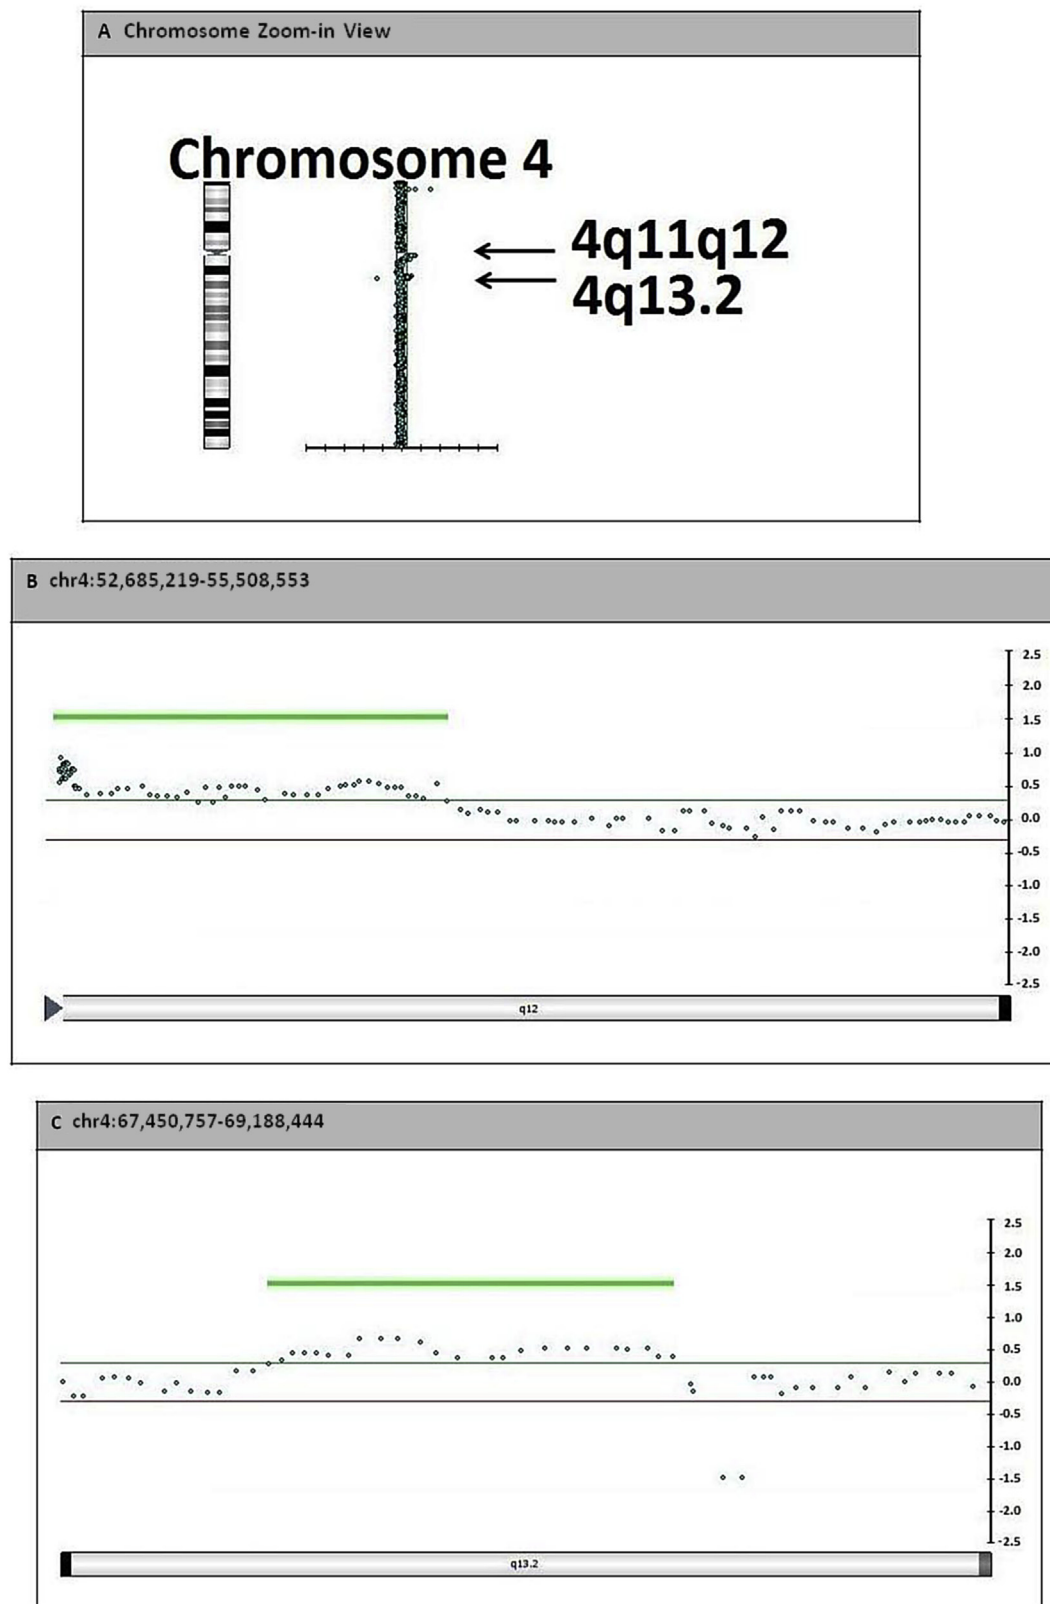 A Chromosome Zoom-in View
Chromosome 4
4q11q12
4q13.2
B chr4:52,685,219-55,508,553
2.5
2.0
1.5
1.0
0.5
0.0
-0.5
-1.0
-1.5
-2.0
-2.5
q12
C chr4:67,450,757-69,188,444
2.5
2.0
1.5
1.0
0.5
0.0
-0.5
-1.0
-1.5
-2.0
-2.5
q13.2